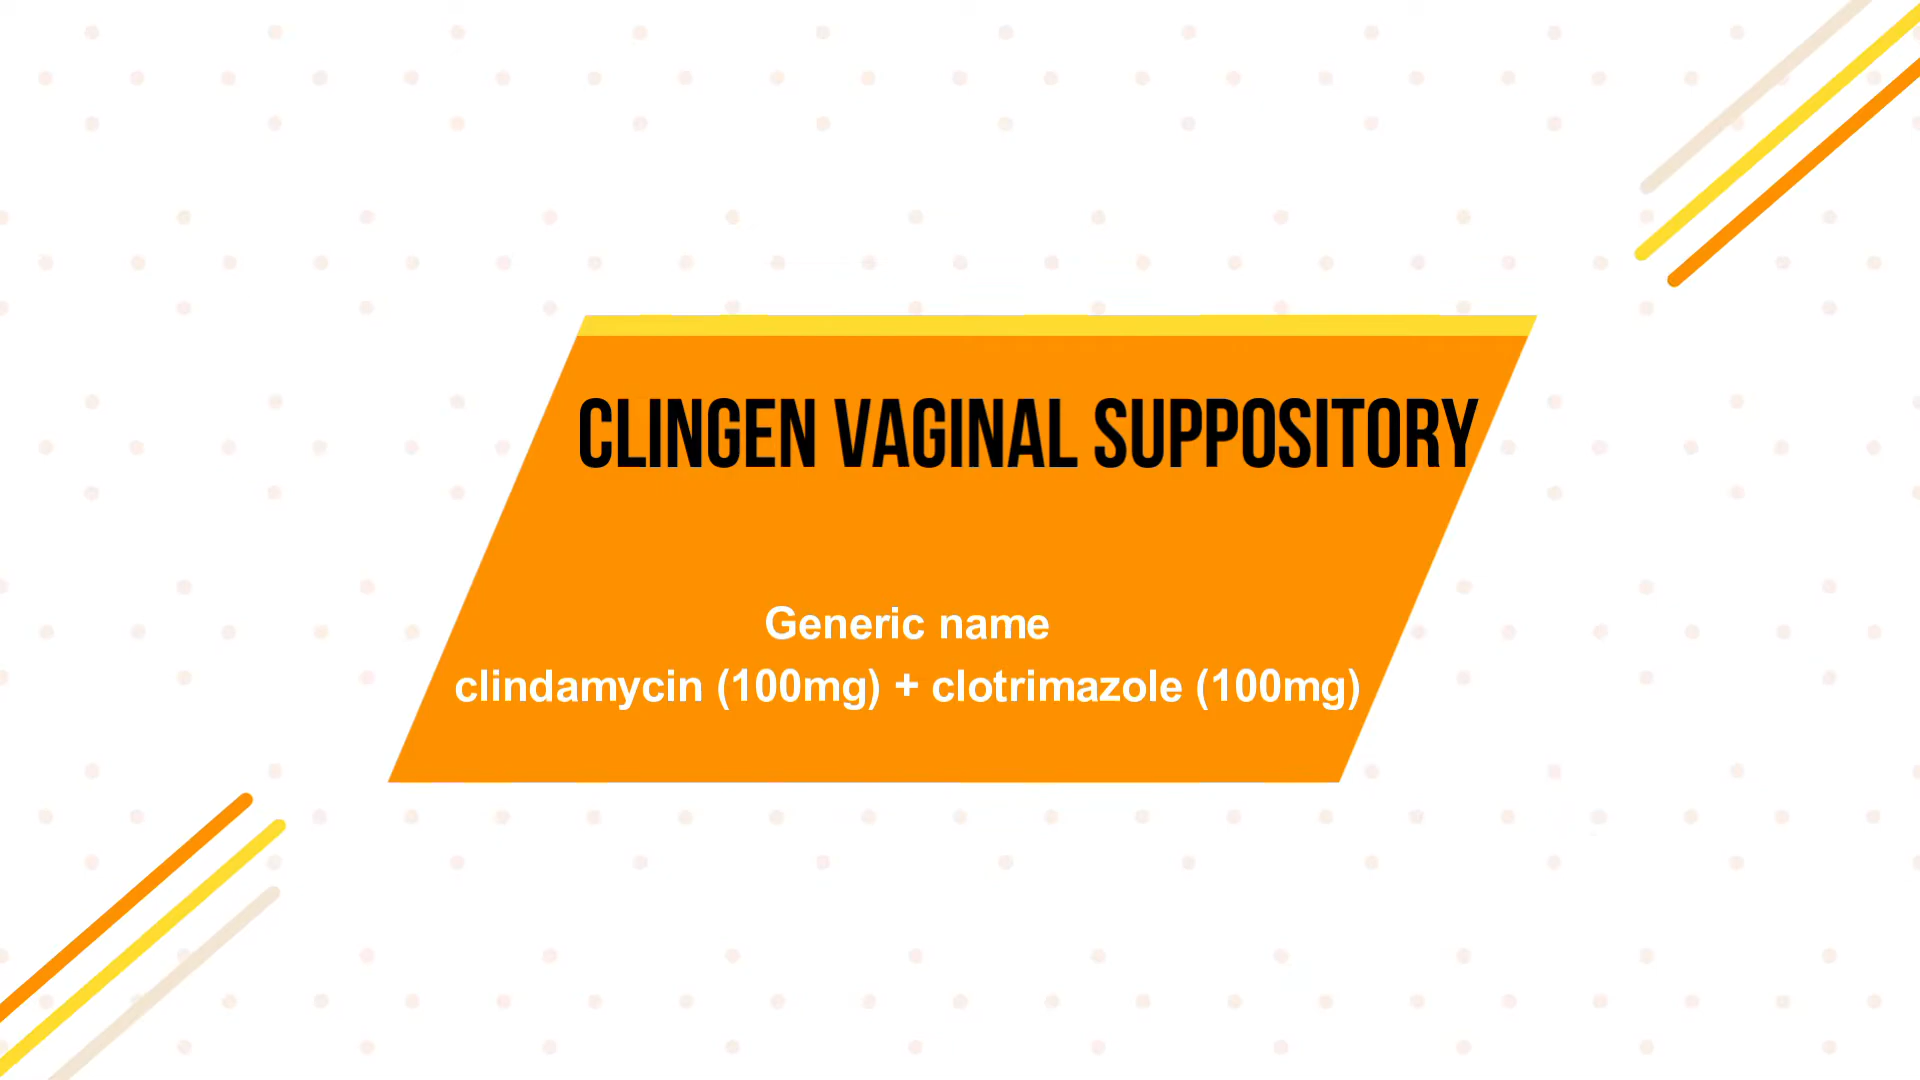 CLINGEN VAGINAL SUPPOSITORY
Generic name
clindamycin (100mg) + clotrimazole (100mg)